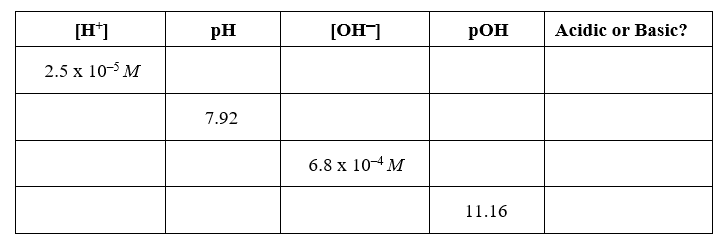 [H⁺] pH [OH⁻] pOH Acidic or Basic?
2.5 x 10⁻⁵ M
7.92
6.8 x 10⁻⁴ M
11.16